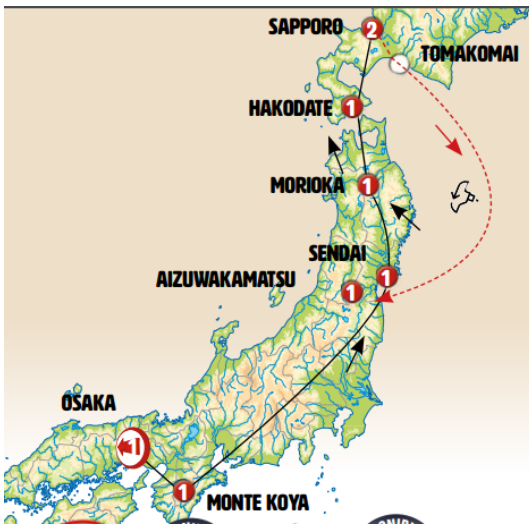 SAPPORO
2
TOMAKOMAI
HAKODATE
1
MORIOKA
1
SENDAI
1
AIZUWAKAMATSU
1
OSAKA
1
1
MONTE KOYA